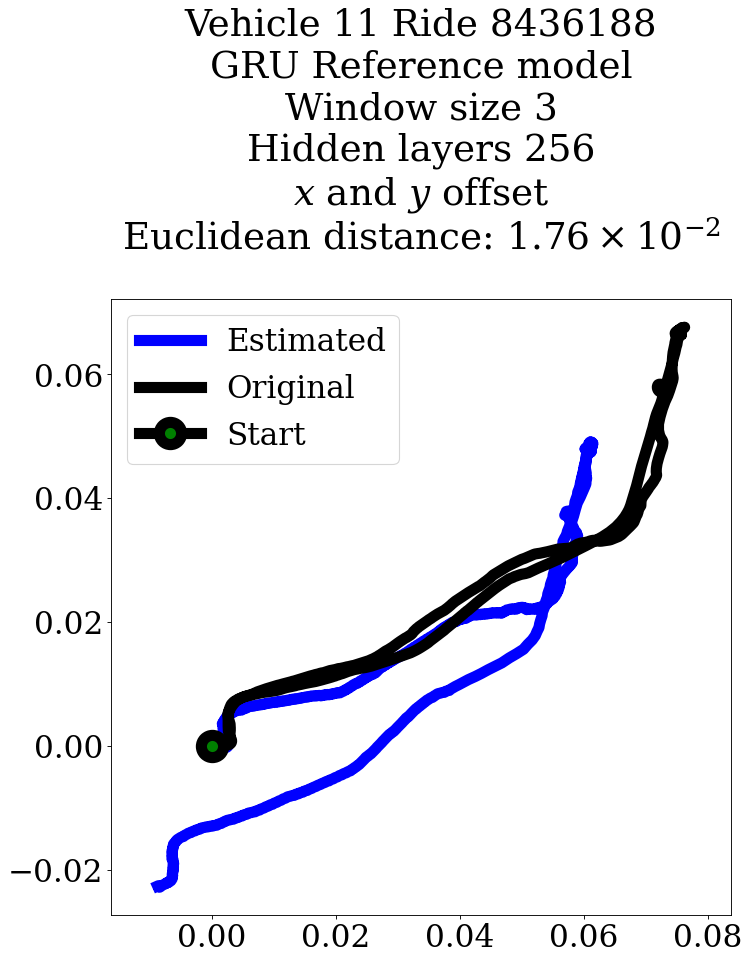 Vehicle 11 Ride 8436188
GRU Reference model
Window size 3
Hidden layers 256
x and y offset
Euclidean distance: 1.76 × 10⁻²
Estimated
Original
Start
0.06
0.04
0.02
0.00
−0.02
0.00 0.02 0.04 0.06 0.08